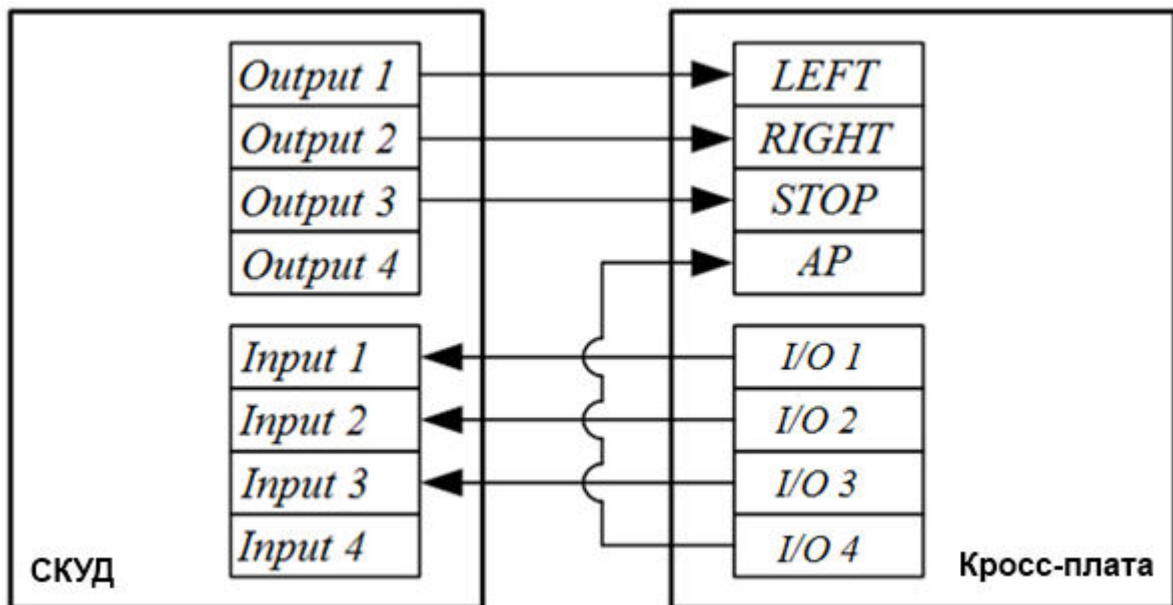 Output 1
Output 2
Output 3
Output 4
Input 1
Input 2
Input 3
Input 4
СКУД
LEFT
RIGHT
STOP
AP
I/O 1
I/O 2
I/O 3
I/O 4
Кросс-плата